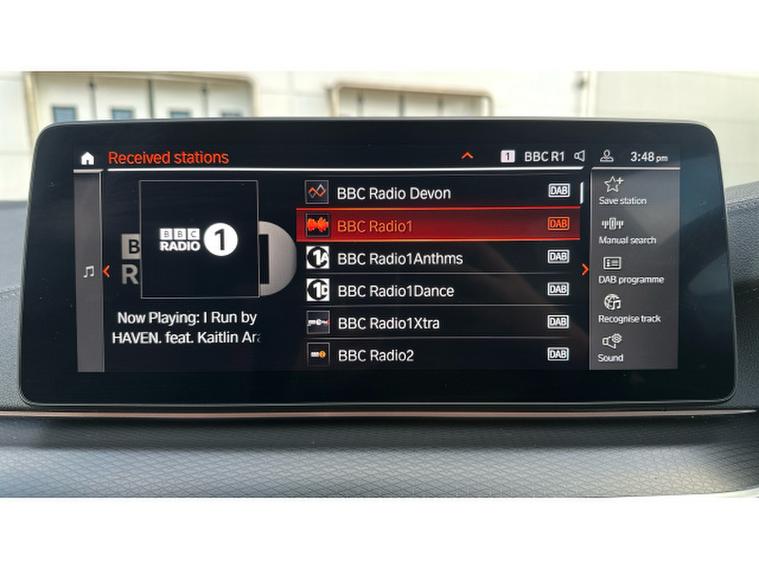 Received stations
1 BBC R1
3:48 pm
BBC
RADIO 1
Now Playing: I Run by
HAVEN. feat. Kaitlin Ar
BBC Radio Devon DAB
BBC Radio1 DAB
BBC Radio1Anthms DAB
BBC Radio1Dance DAB
BBC Radio1Xtra DAB
BBC Radio2 DAB
Save station
Manual search
DAB programme
Recognise track
Sound